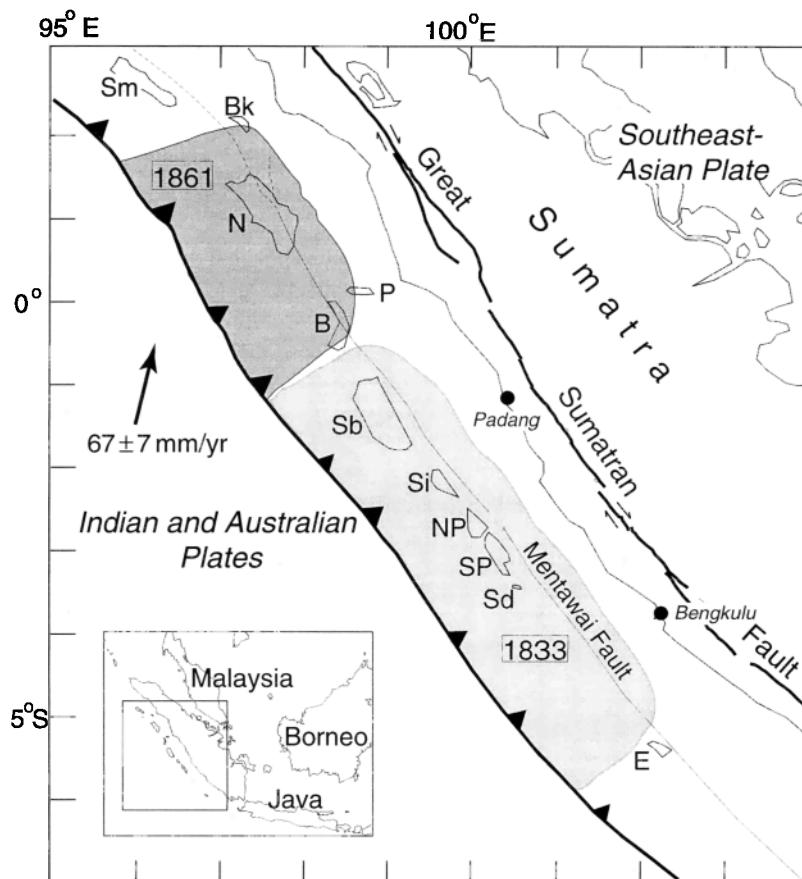 95°E
100°E
Sm
Bk
Great
Southeast-
Asian Plate
1861
N
Sumatra
0°
P
B
Padang
67±7 mm/yr
Sb
Sumatran
Si
Indian and Australian
Plates
NP
SP
Mentawai Fault
Sd
Bengkulu
1833
Fault
Malaysia
5°S
Borneo
E
Java